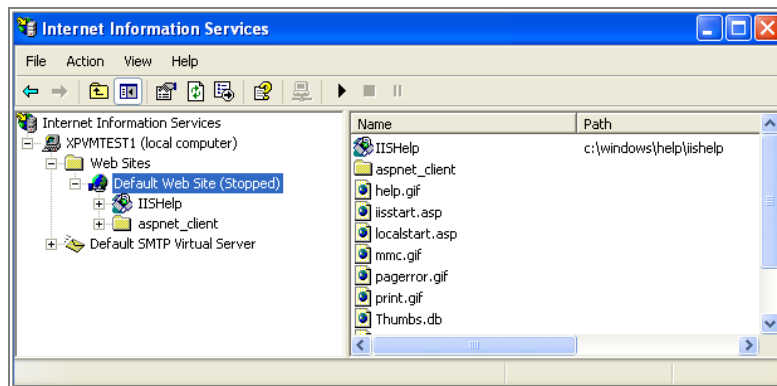 Internet Information Services
File Action View Help
Internet Information Services
XPVMTEST1 (local computer)
Web Sites
Default Web Site (Stopped)
IISHelp
aspnet_client
Default SMTP Virtual Server
Name Path
IISHelp c:\windows\help\iishelp
aspnet_client
help.gif
iisstart.asp
localstart.asp
mmc.gif
pagerror.gif
print.gif
Thumbs.db